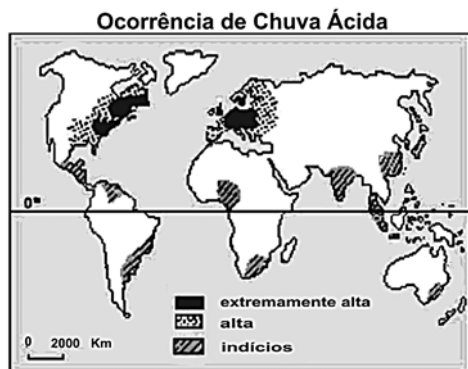 Ocorrência de Chuva Ácida
0°
extremamente alta
alta
indícios
0 2000 Km